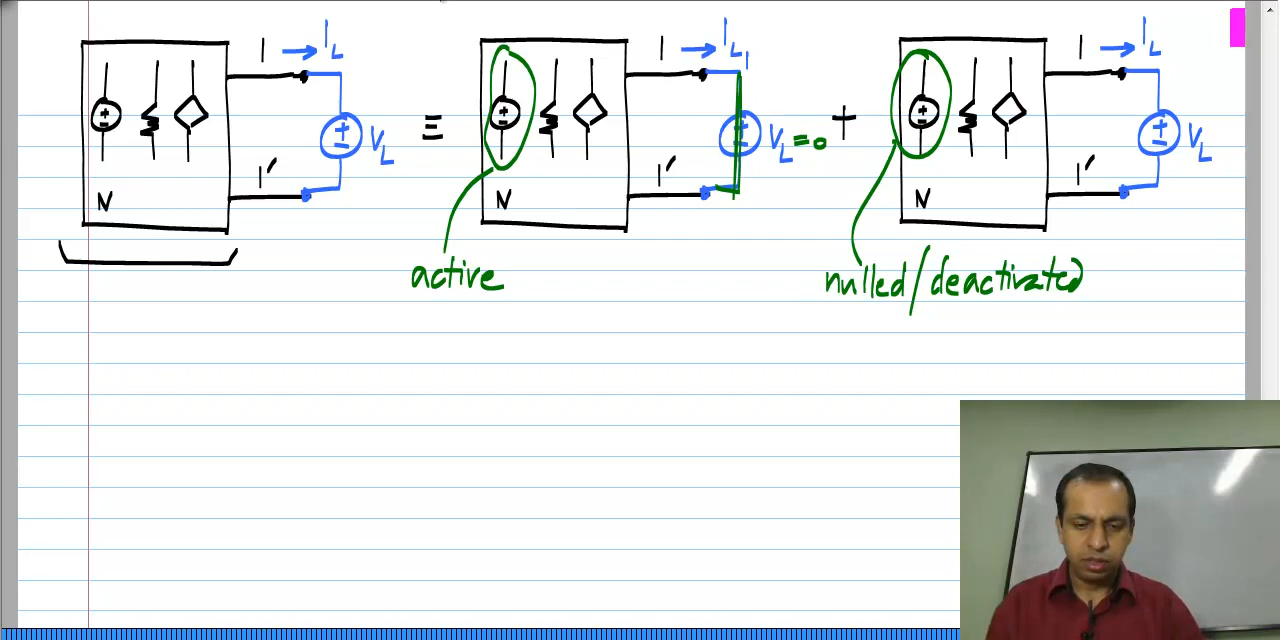 1 → I_L
+
−
V_L
1'
N
≡
1 → I_L1
+
−
V_L = 0
1'
N
+
1 → I_L
+
−
V_L
1'
N
active
nulled/deactivated